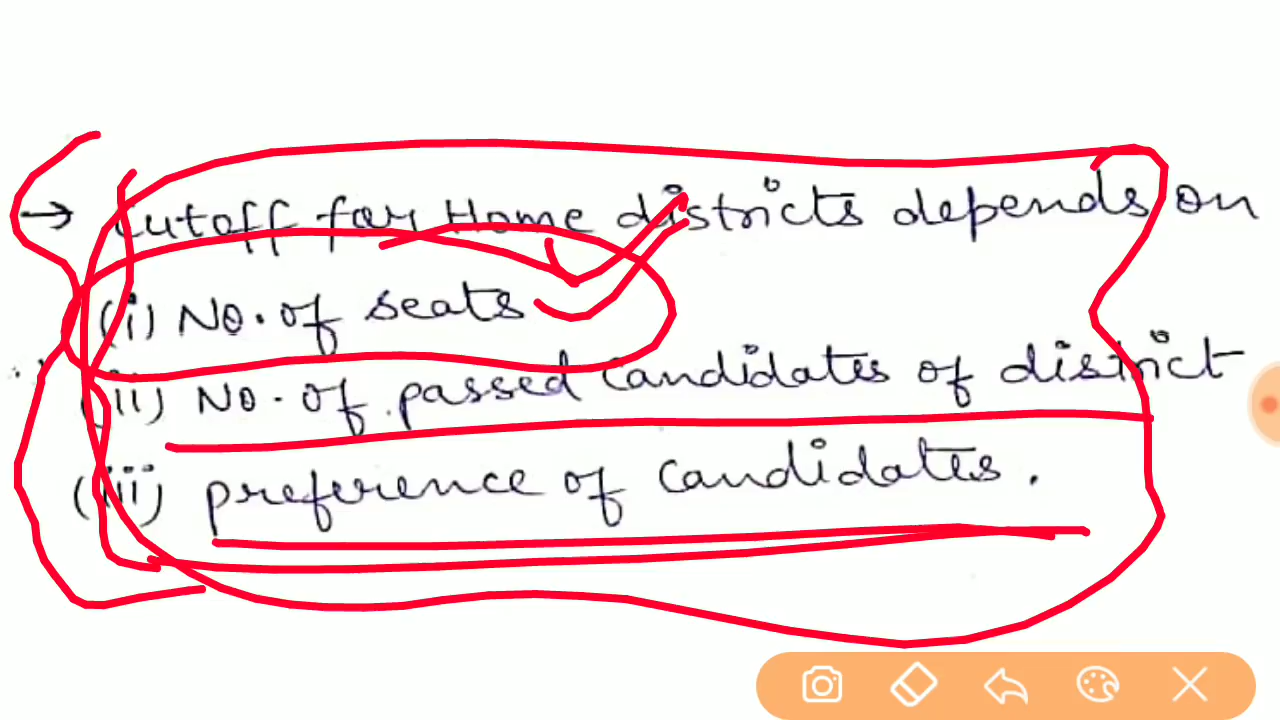 → Cutoff for Home districts depends on
(i) No. of seats
(ii) No. of passed candidates of district
(iii) preference of candidates.